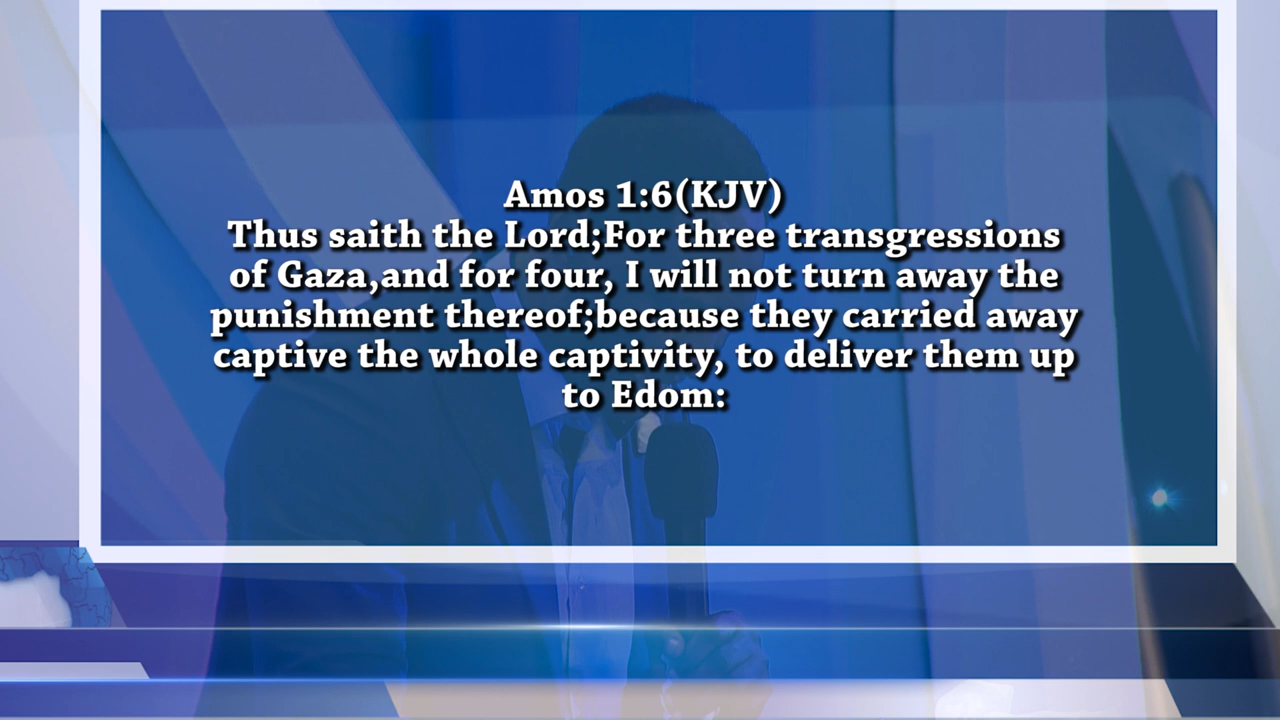 Amos 1:6(KJV)
Thus saith the Lord;For three transgressions
of Gaza,and for four, I will not turn away the
punishment thereof;because they carried away
captive the whole captivity, to deliver them up
to Edom: